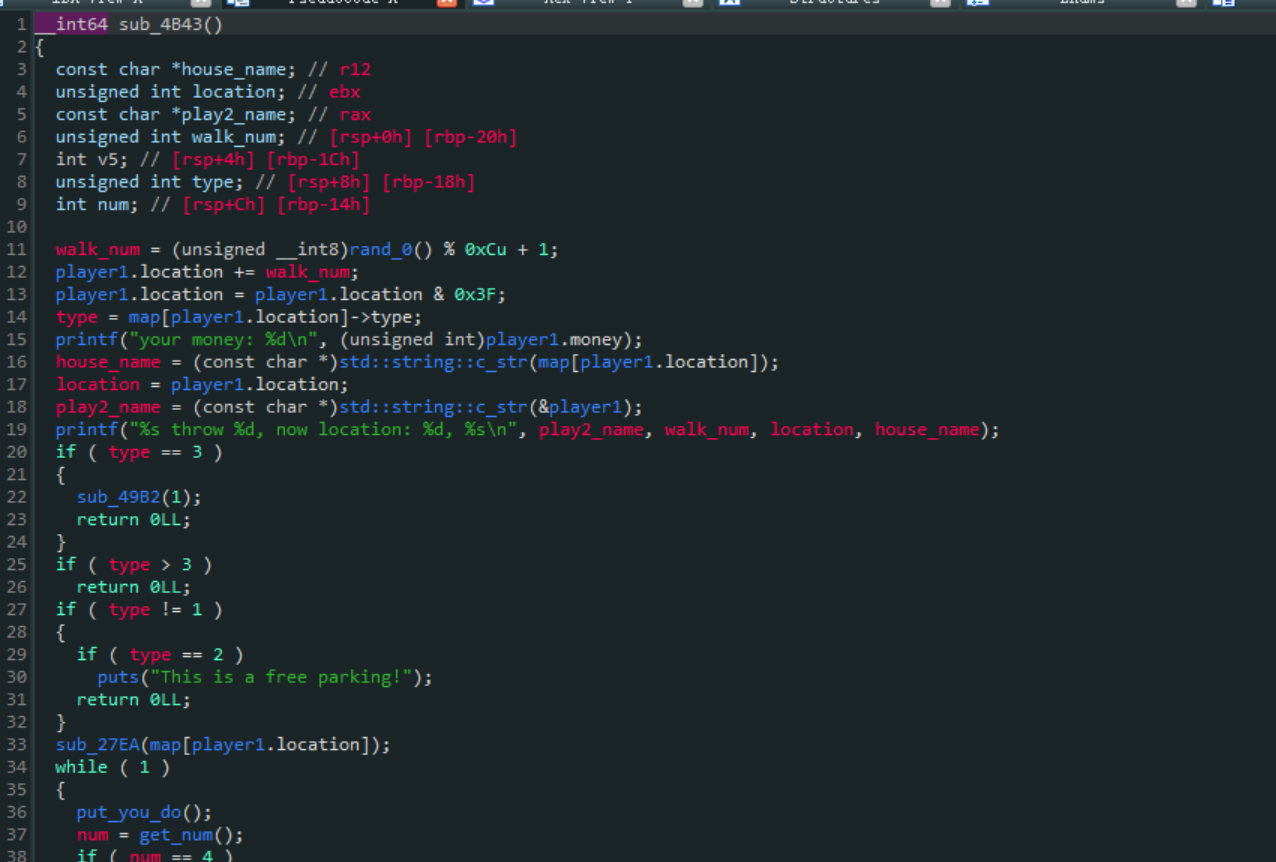 1 __int64 sub_4B43()
2 {
3 const char *house_name; // r12
4 unsigned int location; // ebx
5 const char *play2_name; // rax
6 unsigned int walk_num; // [rsp+0h] [rbp-20h]
7 int v5; // [rsp+4h] [rbp-1Ch]
8 unsigned int type; // [rsp+8h] [rbp-18h]
9 int num; // [rsp+Ch] [rbp-14h]
10
11 walk_num = (unsigned __int8)rand_0() % 0xCu + 1;
12 player1.location += walk_num;
13 player1.location = player1.location & 0x3F;
14 type = map[player1.location]->type;
15 printf("your money: %d\n", (unsigned int)player1.money);
16 house_name = (const char *)std::string::c_str(map[player1.location]);
17 location = player1.location;
18 play2_name = (const char *)std::string::c_str(&player1);
19 printf("%s throw %d, now location: %d, %s\n", play2_name, walk_num, location, house_name);
20 if ( type == 3 )
21 {
22 sub_49B2(1);
23 return 0LL;
24 }
25 if ( type > 3 )
26 return 0LL;
27 if ( type != 1 )
28 {
29 if ( type == 2 )
30 puts("This is a free parking!");
31 return 0LL;
32 }
33 sub_27EA(map[player1.location]);
34 while ( 1 )
35 {
36 put_you_do();
37 num = get_num();
38 if ( num == 4 )